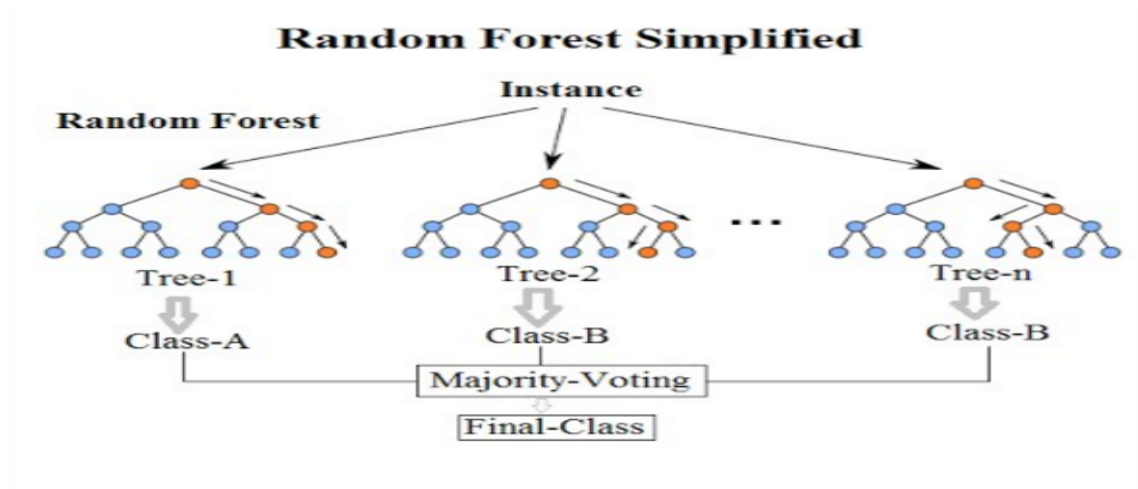 Random Forest Simplified
Instance
Random Forest
...
Tree-1
Tree-2
Tree-n
Class-A
Class-B
Class-B
Majority-Voting
Final-Class